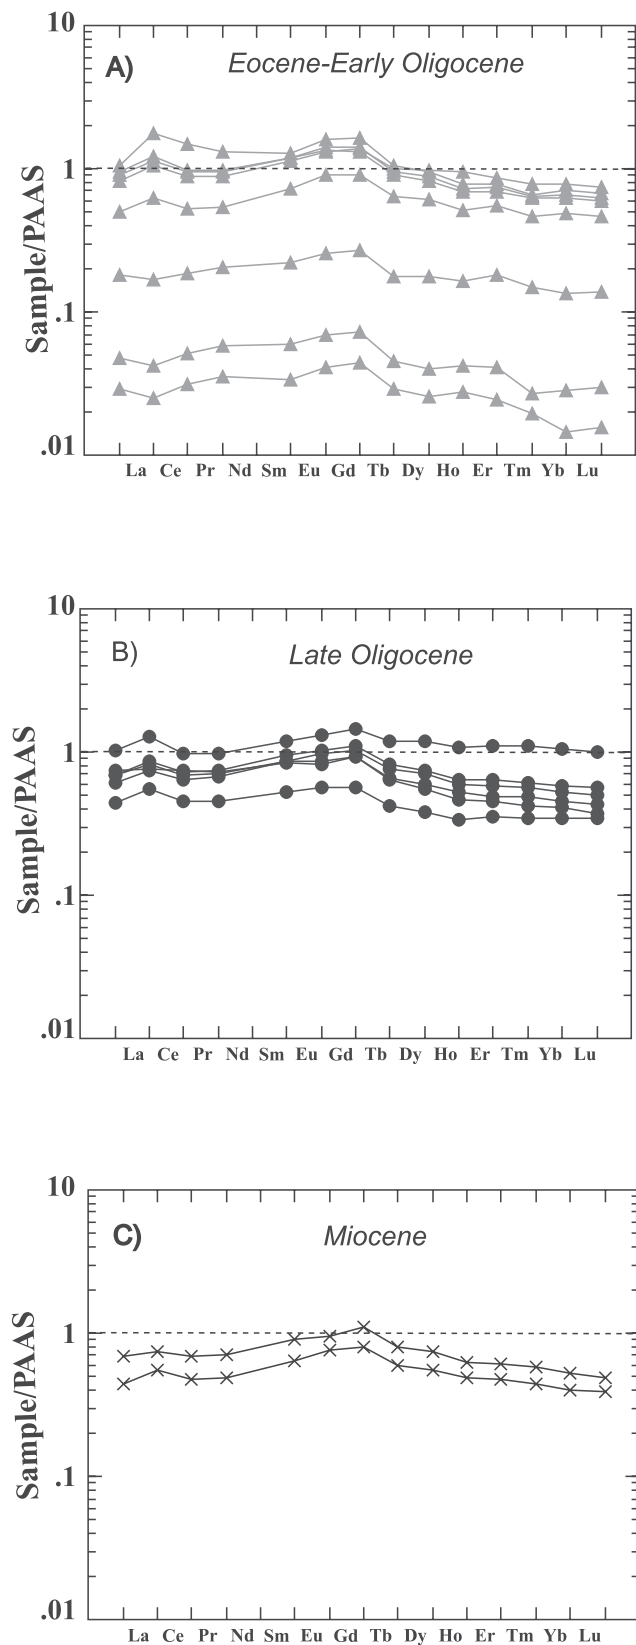 10
A) Eocene-Early Oligocene
1
Sample/PAAS
.1
.01
La Ce Pr Nd Sm Eu Gd Tb Dy Ho Er Tm Yb Lu
10
B) Late Oligocene
1
Sample/PAAS
.1
.01
La Ce Pr Nd Sm Eu Gd Tb Dy Ho Er Tm Yb Lu
10
C) Miocene
1
Sample/PAAS
.1
.01
La Ce Pr Nd Sm Eu Gd Tb Dy Ho Er Tm Yb Lu